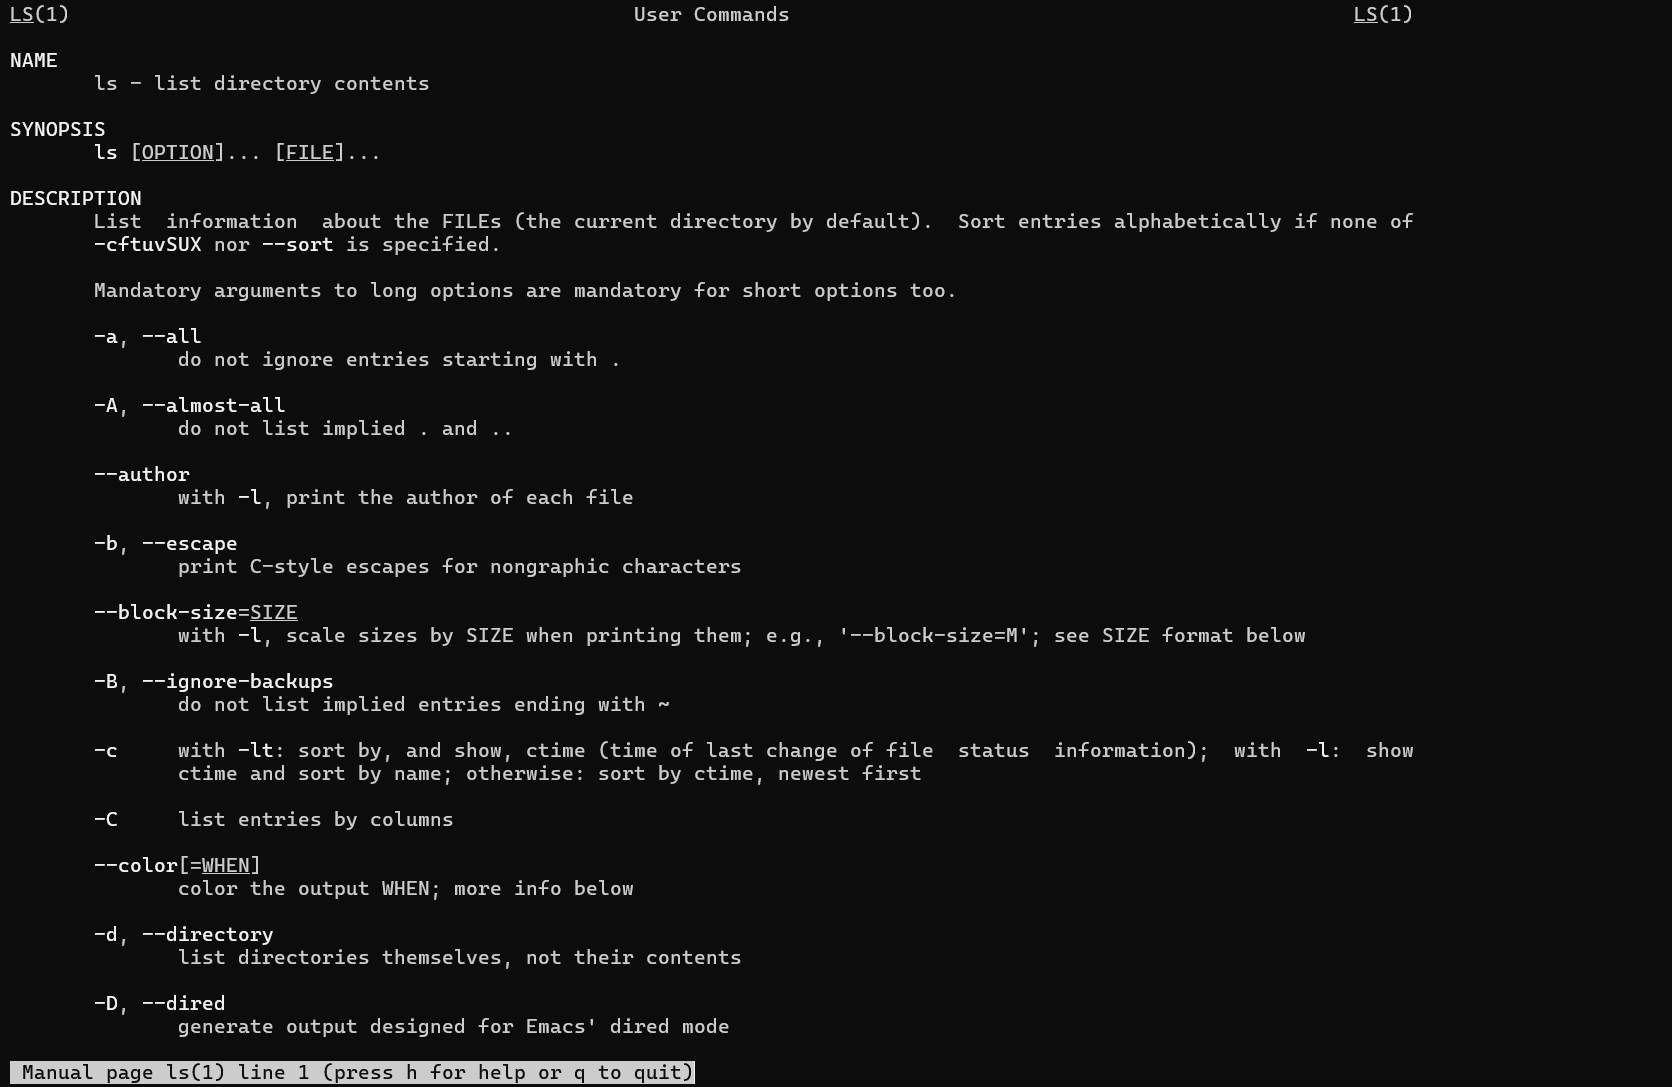 LS(1) User Commands LS(1)
NAME
ls - list directory contents
SYNOPSIS
ls [OPTION]... [FILE]...
DESCRIPTION
List information about the FILEs (the current directory by default). Sort entries alphabetically if none of
-cftuvSUX nor --sort is specified.
Mandatory arguments to long options are mandatory for short options too.
-a, --all
do not ignore entries starting with .
-A, --almost-all
do not list implied . and ..
--author
with -l, print the author of each file
-b, --escape
print C-style escapes for nongraphic characters
--block-size=SIZE
with -l, scale sizes by SIZE when printing them; e.g., '--block-size=M'; see SIZE format below
-B, --ignore-backups
do not list implied entries ending with ~
-c with -lt: sort by, and show, ctime (time of last change of file status information); with -l: show
ctime and sort by name; otherwise: sort by ctime, newest first
-C list entries by columns
--color[=WHEN]
color the output WHEN; more info below
-d, --directory
list directories themselves, not their contents
-D, --dired
generate output designed for Emacs' dired mode
Manual page ls(1) line 1 (press h for help or q to quit)